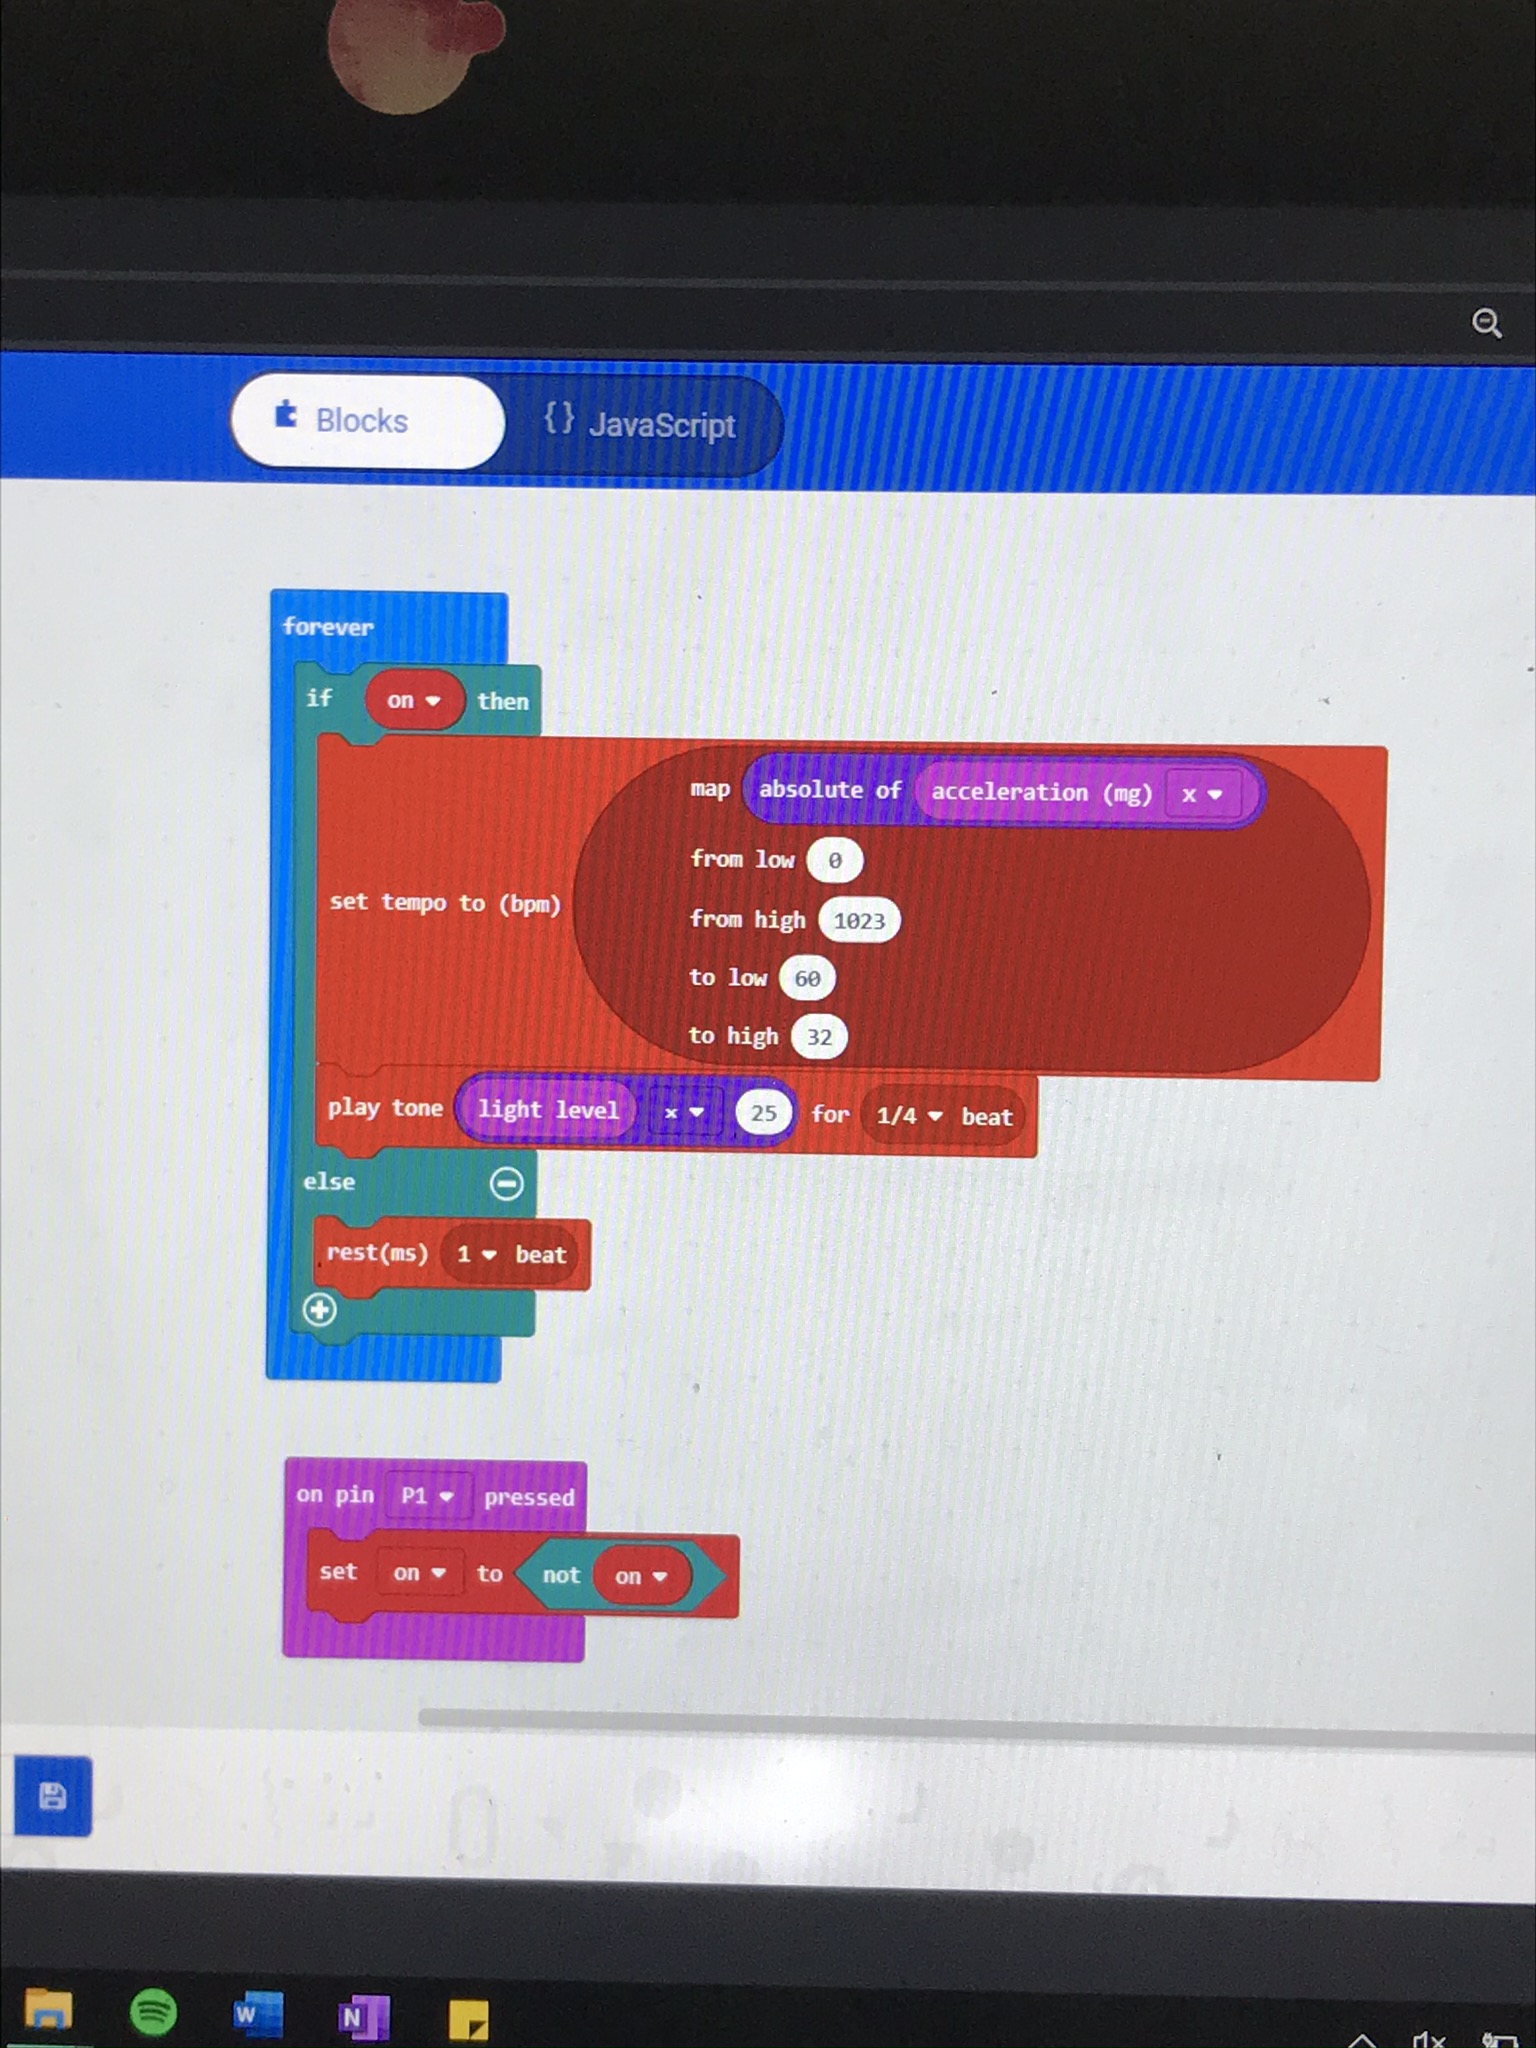 Blocks
{} JavaScript
forever
if on then
map absolute of acceleration (mg) x
from low 0
set tempo to (bpm)
from high 1023
to low 60
to high 32
play tone light level x 25 for 1/4 beat
else
rest(ms) 1 beat
on pin P1 pressed
set on to not on
W N